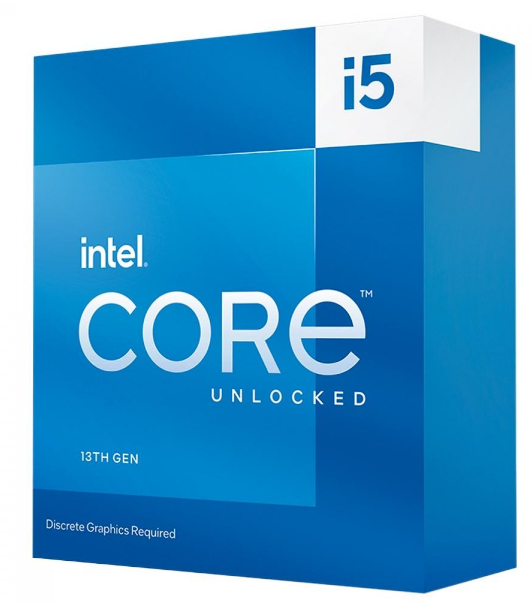 i5
intel.
CORe™
UNLOCKED
13TH GEN
Discrete Graphics Required